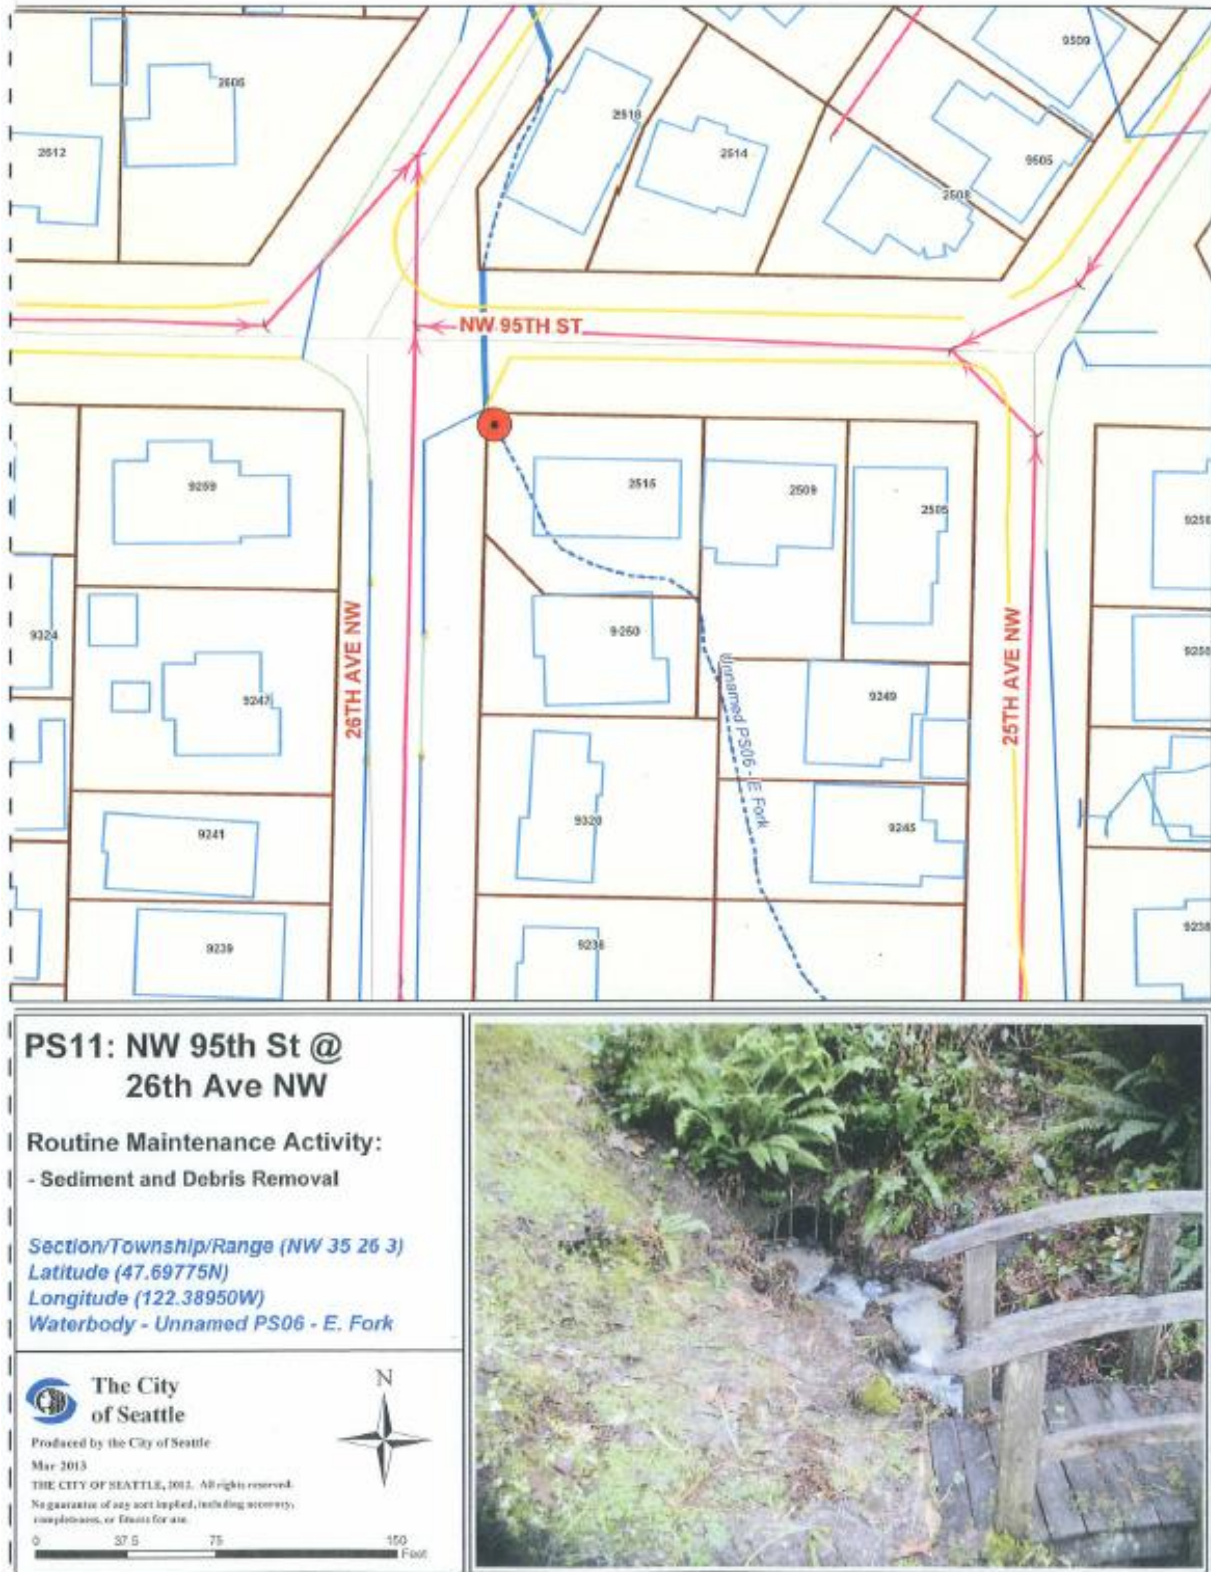 9509
2606
2518
2612
2514
9505
2508
NW 95TH ST
9259
2515
2509
2505
9324
9260
26TH AVE NW
25TH AVE NW
Unnamed PS06 - E Fork
9249
9247
9320
9245
9241
9239
9236
PS11: NW 95th St @
26th Ave NW
Routine Maintenance Activity:
- Sediment and Debris Removal
Section/Township/Range (NW 35 26 3)
Latitude (47.69775N)
Longitude (122.38950W)
Waterbody - Unnamed PS06 - E. Fork
The City
of Seattle
N
Produced by the City of Seattle
Mar 2013
THE CITY OF SEATTLE, 2012. All rights reserved.
No guarantee of any sort implied, including accuracy,
completeness, or fitness for use.
0 37.5 75 150
Feet